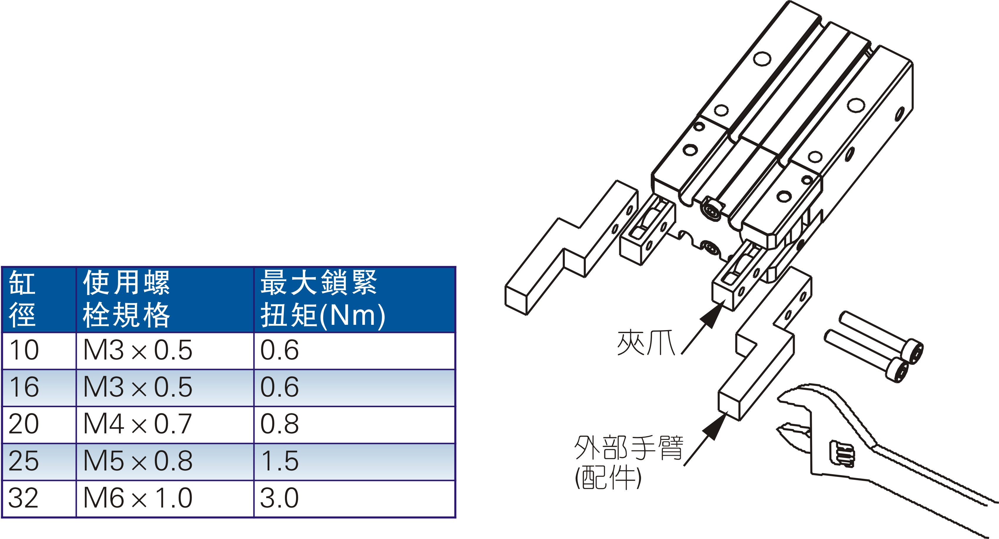 缸徑 使用螺栓規格 最大鎖緊扭矩(Nm)
10 M3×0.5 0.6
16 M3×0.5 0.6
20 M4×0.7 0.8
25 M5×0.8 1.5
32 M6×1.0 3.0
夾爪
外部手臂
(配件)